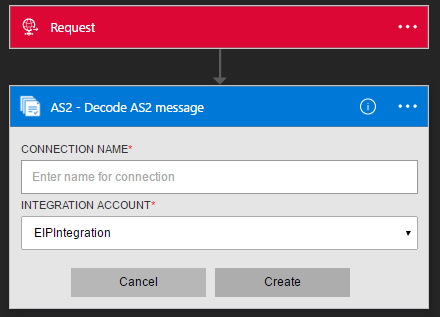 Request
AS2 - Decode AS2 message
CONNECTION NAME*
Enter name for connection
INTEGRATION ACCOUNT*
EIPIntegration
Cancel Create